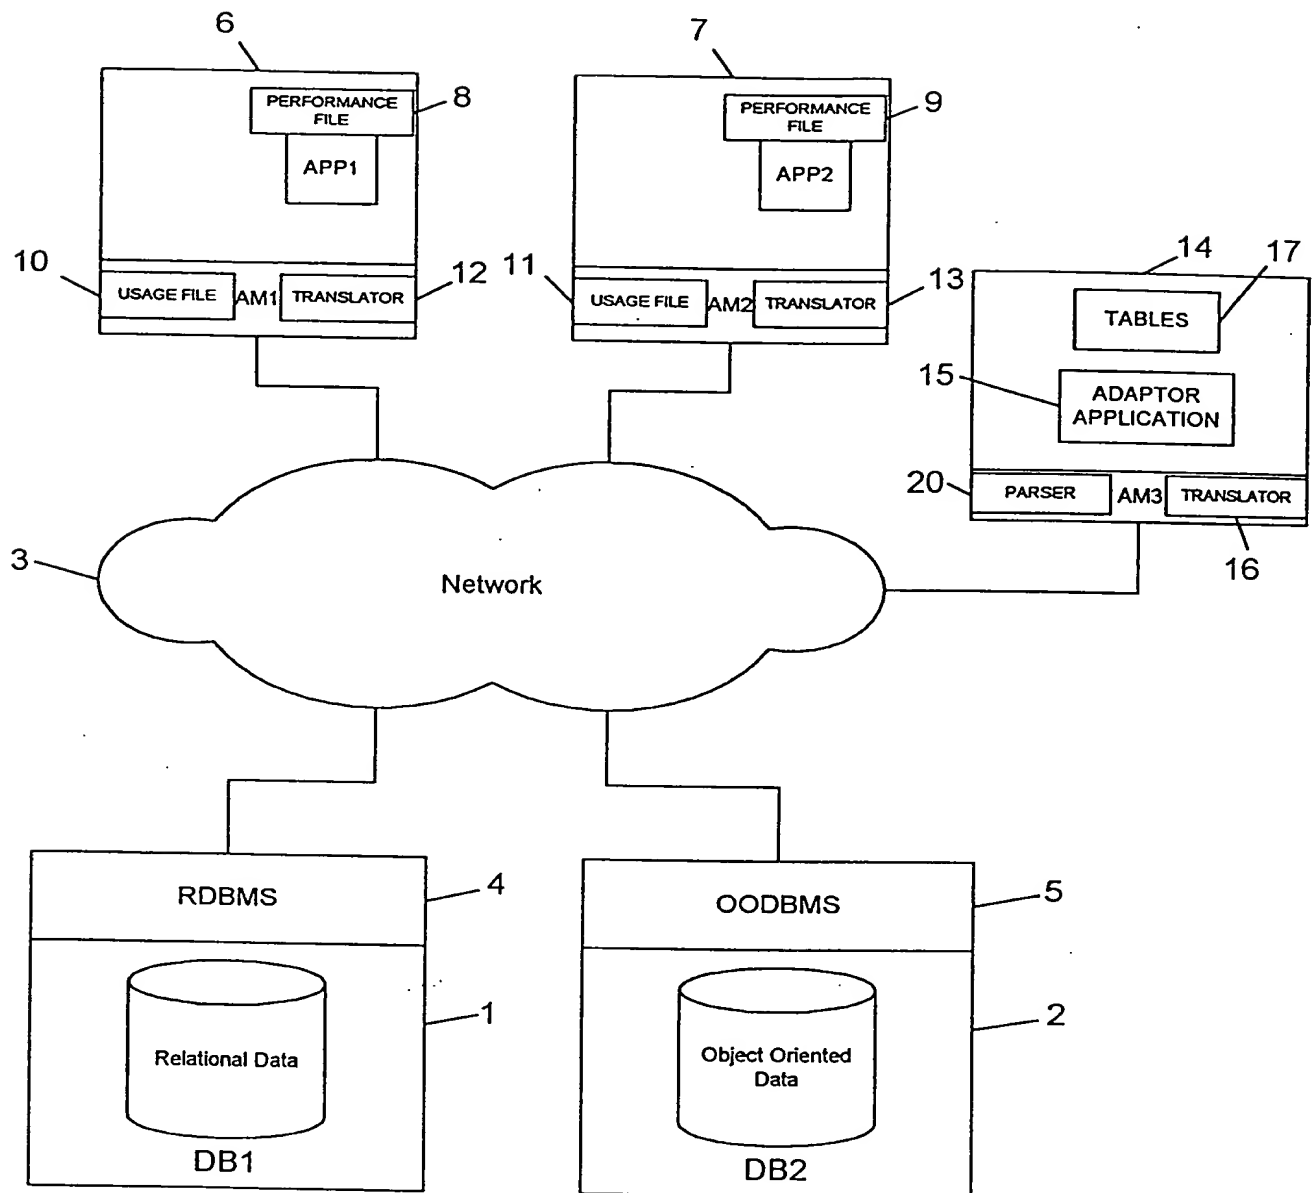 6
7
PERFORMANCE
FILE
8
PERFORMANCE
FILE
9
APP1
APP2
14
17
10
USAGE FILE
AM1
TRANSLATOR
12
11
USAGE FILE
AM2
TRANSLATOR
13
TABLES
15
ADAPTOR
APPLICATION
20
PARSER
AM3
TRANSLATOR
16
3
Network
RDBMS
4
OODBMS
5
Relational Data
1
Object Oriented
Data
2
DB1
DB2